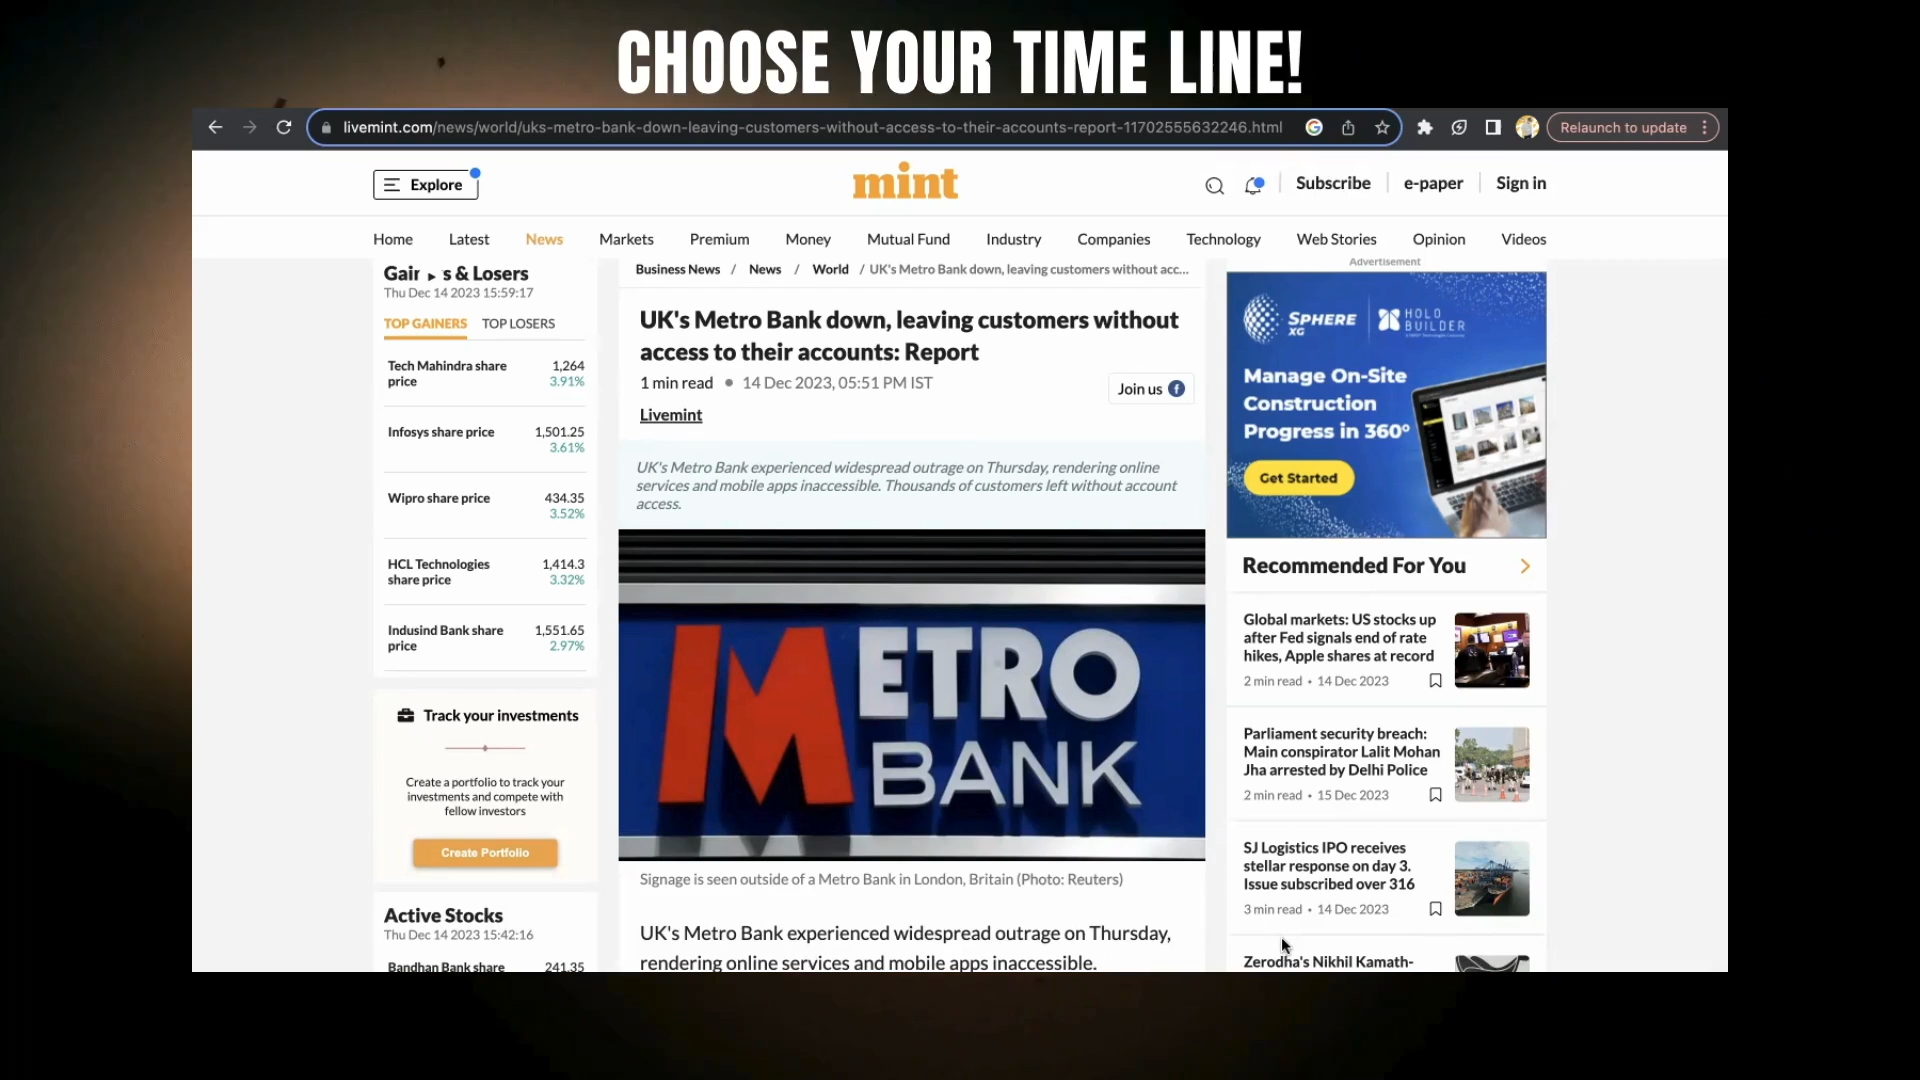 CHOOSE YOUR TIME LINE!
livemint.com/news/world/uks-metro-bank-down-leaving-customers-without-access-to-their-accounts-report-11702555632246.html
Relaunch to update
Explore
mint
Subscribe
e-paper
Sign in
Home
Latest
News
Markets
Premium
Money
Mutual Fund
Industry
Companies
Technology
Web Stories
Opinion
Videos
& Losers
Thu Dec 14 2023 15:59:17
TOP GAINERS
TOP LOSERS
Tech Mahindra share
price
1,264
3.91%
Infosys share price
1,501.25
3.61%
Wipro share price
434.35
3.52%
HCL Technologies
share price
1,414.3
3.32%
Indusind Bank share
price
1,551.65
2.97%
Track your investments
Create a portfolio to track your
investments and compete with
fellow investors
Create Portfolio
Active Stocks
Thu Dec 14 2023 15:42:16
Bandhan Bank share
241.35
Business News / News / World / UK's Metro Bank down, leaving customers without acc...
UK's Metro Bank down, leaving customers without
access to their accounts: Report
1 min read • 14 Dec 2023, 05:51 PM IST
Join us
Livemint
UK's Metro Bank experienced widespread outrage on Thursday, rendering online
services and mobile apps inaccessible. Thousands of customers left without account
access.
METRO
BANK
Signage is seen outside of a Metro Bank in London, Britain (Photo: Reuters)
UK's Metro Bank experienced widespread outrage on Thursday,
rendering online services and mobile apps inaccessible.
Advertisement
SPHERE
XG
HOLO
BUILDER
Manage On-Site
Construction
Progress in 360°
Get Started
Recommended For You
Global markets: US stocks up
after Fed signals end of rate
hikes, Apple shares at record
2 min read • 14 Dec 2023
Parliament security breach:
Main conspirator Lalit Mohan
Jha arrested by Delhi Police
2 min read • 15 Dec 2023
SJ Logistics IPO receives
stellar response on day 3.
Issue subscribed over 316
3 min read • 14 Dec 2023
Zerodha's Nikhil Kamath-